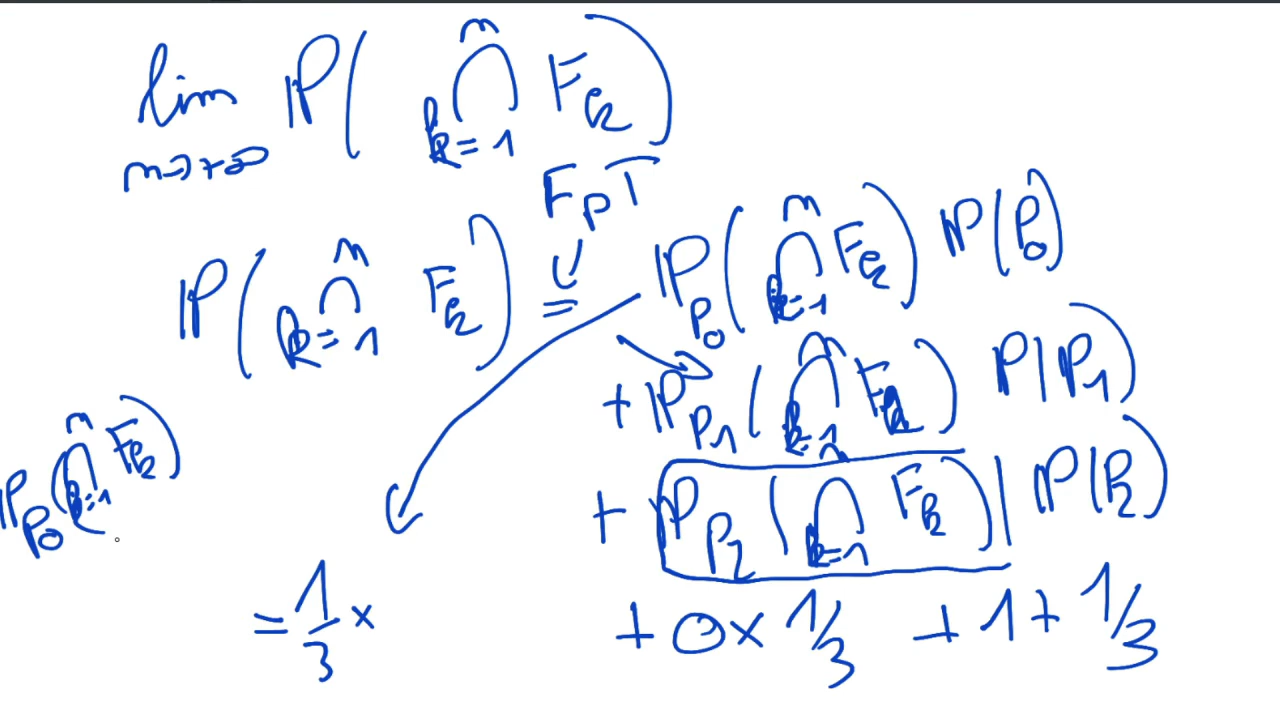 lim P( ⋂ F_k )
n→+∞ k=1 n
FPT
P( ⋂_{k=1}^n F_k ) = P_{P_0}( ⋂_{k=1}^n F_k ) P(P_0)
+ P_{P_1}( ⋂_{k=1}^n F_k ) P(P_1)
+ P_{P_2}( ⋂_{k=1}^n F_k ) P(P_2)
P_{P_0}( ⋂_{k=1}^n F_k )
= 1/3 × + 0 × 1/3 + 1 + 1/3